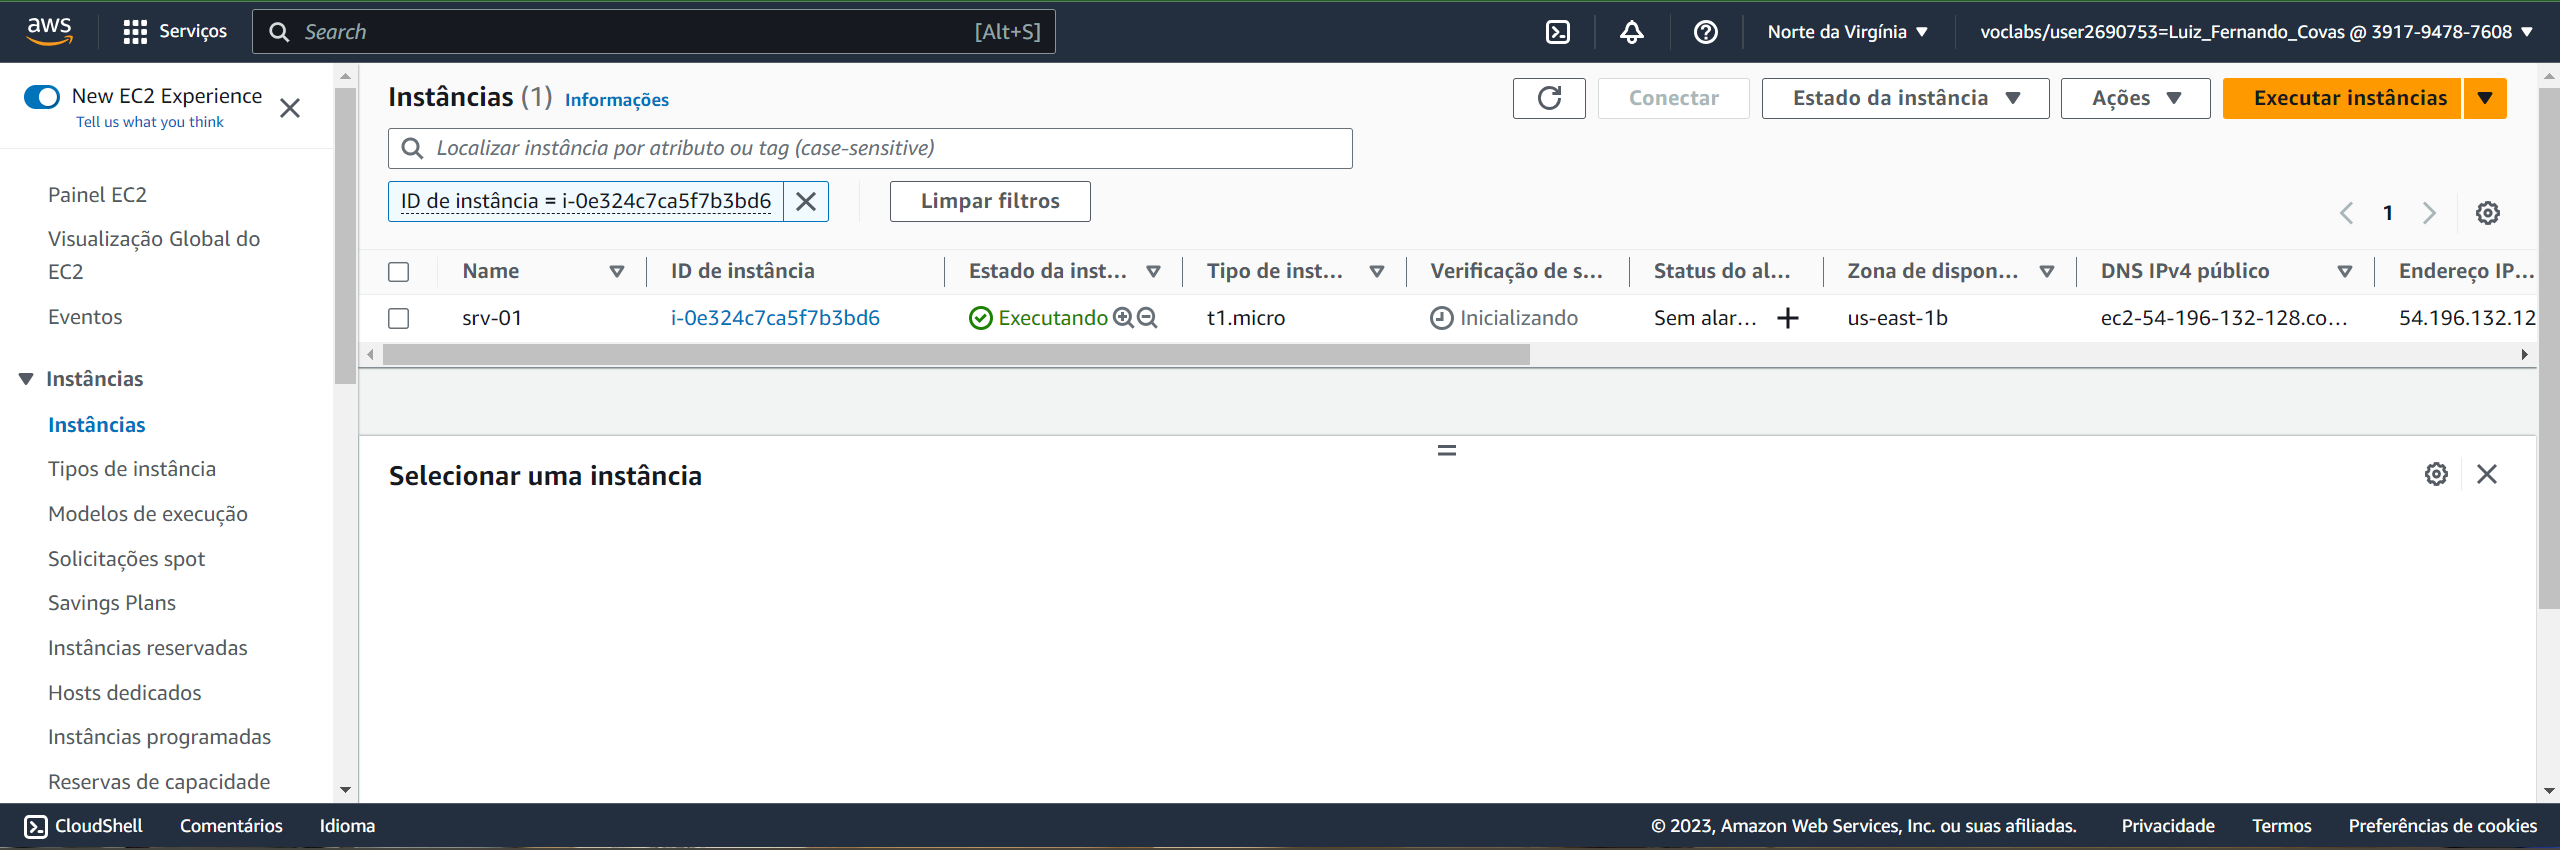 aws
Serviços
Search [Alt+S]
Norte da Virgínia
voclabs/user2690753=Luiz_Fernando_Covas @ 3917-9478-7608
New EC2 Experience
Tell us what you think
Painel EC2
Visualização Global do
EC2
Eventos
Instâncias
Instâncias
Tipos de instância
Modelos de execução
Solicitações spot
Savings Plans
Instâncias reservadas
Hosts dedicados
Instâncias programadas
Reservas de capacidade
Instâncias (1) Informações
Conectar
Estado da instância
Ações
Executar instâncias
Localizar instância por atributo ou tag (case-sensitive)
ID de instância = i-0e324c7ca5f7b3bd6
Limpar filtros
1
Name ID de instância Estado da inst... Tipo de inst... Verificação de s... Status do al... Zona de dispon... DNS IPv4 público Endereço IP...
srv-01 i-0e324c7ca5f7b3bd6 Executando t1.micro Inicializando Sem alar... us-east-1b ec2-54-196-132-128.co... 54.196.132.12
Selecionar uma instância
CloudShell Comentários Idioma
© 2023, Amazon Web Services, Inc. ou suas afiliadas. Privacidade Termos Preferências de cookies